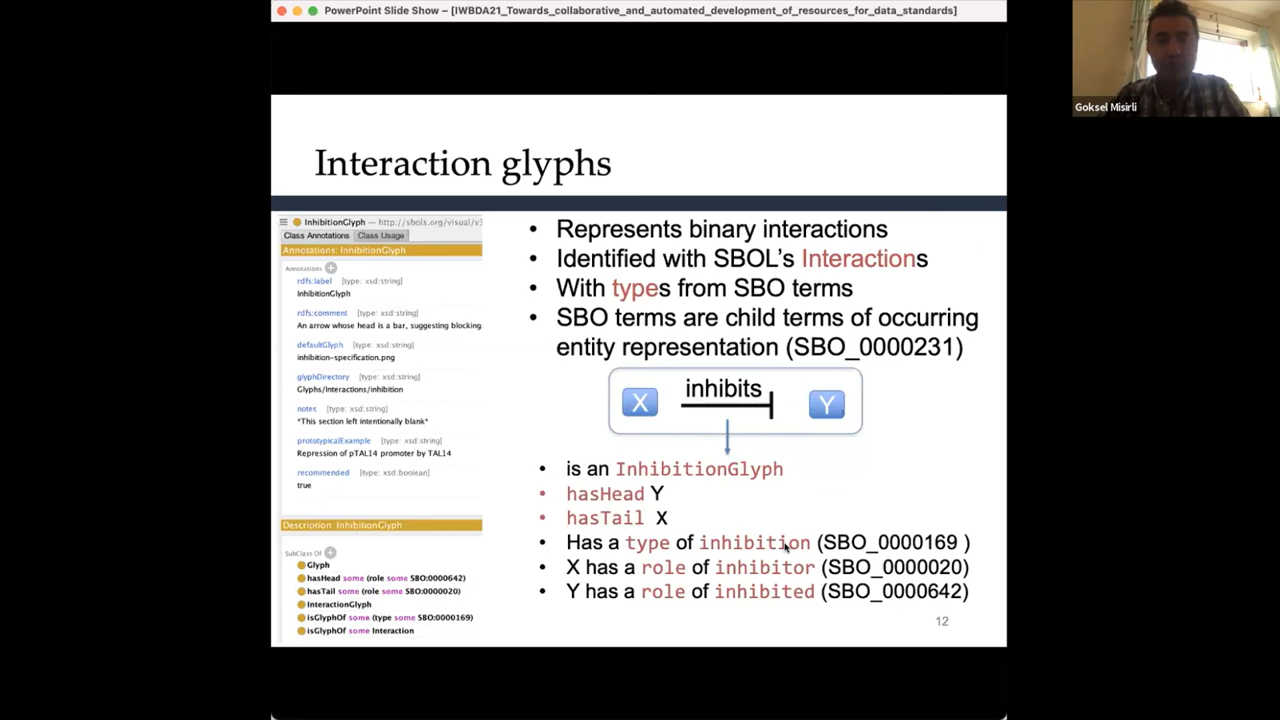 PowerPoint Slide Show - [IWBDA21_Towards_collaborative_and_automated_development_of_resources_for_data_standards]
Goksel Misirli
Interaction glyphs
InhibitionGlyph — http://sbols.org/visual/v3
Class Annotations Class Usage
Annotations: InhibitionGlyph
Annotations
rdfs:label [type: xsd:string]
InhibitionGlyph
rdfs:comment [type: xsd:string]
An arrow whose head is a bar, suggesting blocking
defaultGlyph [type: xsd:string]
inhibition-specification.png
glyphDirectory [type: xsd:string]
Glyphs/Interactions/inhibition
notes [type: xsd:string]
*This section left intentionally blank*
prototypicalExample [type: xsd:string]
Repression of pTAL14 promoter by TAL14
recommended [type: xsd:boolean]
true
Description: InhibitionGlyph
SubClass Of
Glyph
hasHead some (role some SBO:0000642)
hasTail some (role some SBO:0000020)
InteractionGlyph
isGlyphOf some (type some SBO:0000169)
isGlyphOf some Interaction
• Represents binary interactions
• Identified with SBOL's Interactions
• With types from SBO terms
• SBO terms are child terms of occurring
entity representation (SBO_0000231)
X inhibits Y
• is an InhibitionGlyph
• hasHead Y
• hasTail X
• Has a type of inhibition (SBO_0000169 )
• X has a role of inhibitor (SBO_0000020)
• Y has a role of inhibited (SBO_0000642)
12